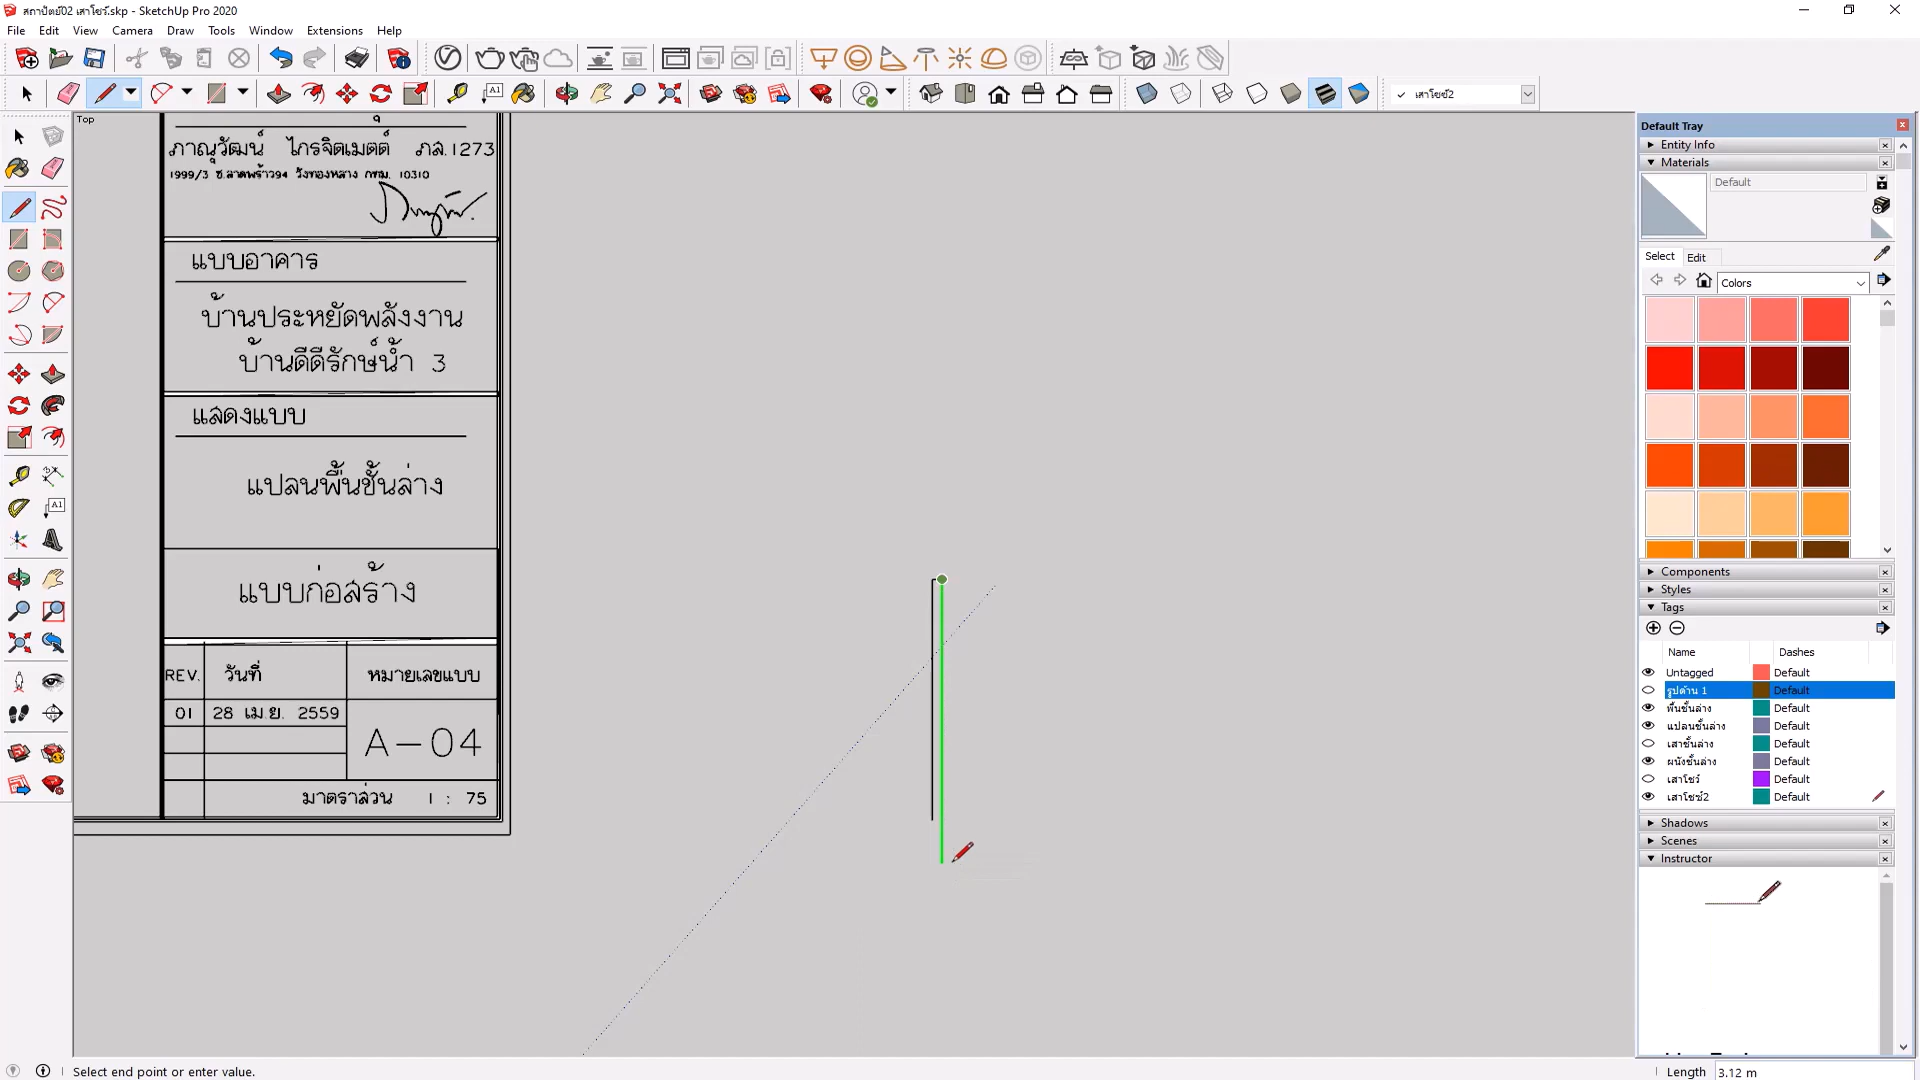 สถาปัตย์02 เสาโชร์.skp - SketchUp Pro 2020
File Edit View Camera Draw Tools Window Extensions Help
A1
✓ เสาโชช์2
Top
ภาณุวัฒน์ ไกรจิตเมตต์ ภส.1273
1999/3 ซ.ลาดพร้าว94 วังทองหลาง กทม. 10310
แบบอาคาร
บ้านประหยัดพลังงาน
บ้านดีดีรักษ์น้ำ 3
แสดงแบบ
แปลนพื้นชั้นล่าง
แบบก่อสร้าง
REV. วันที่ หมายเลขแบบ
01 28 เม.ย. 2559
A-04
มาตราส่วน 1 : 75
A1
Default Tray
Entity Info
Materials
Default
Select Edit
Colors
Components
Styles
Tags
Name Dashes
Untagged Default
รูปด้าน 1 Default
พื้นชั้นล่าง Default
แปลนชั้นล่าง Default
เสาชั้นล่าง Default
ผนังชั้นล่าง Default
เสาโชร์ Default
เสาโชช์2 Default
Shadows
Scenes
Instructor
Select end point or enter value.
Length 3.12 m